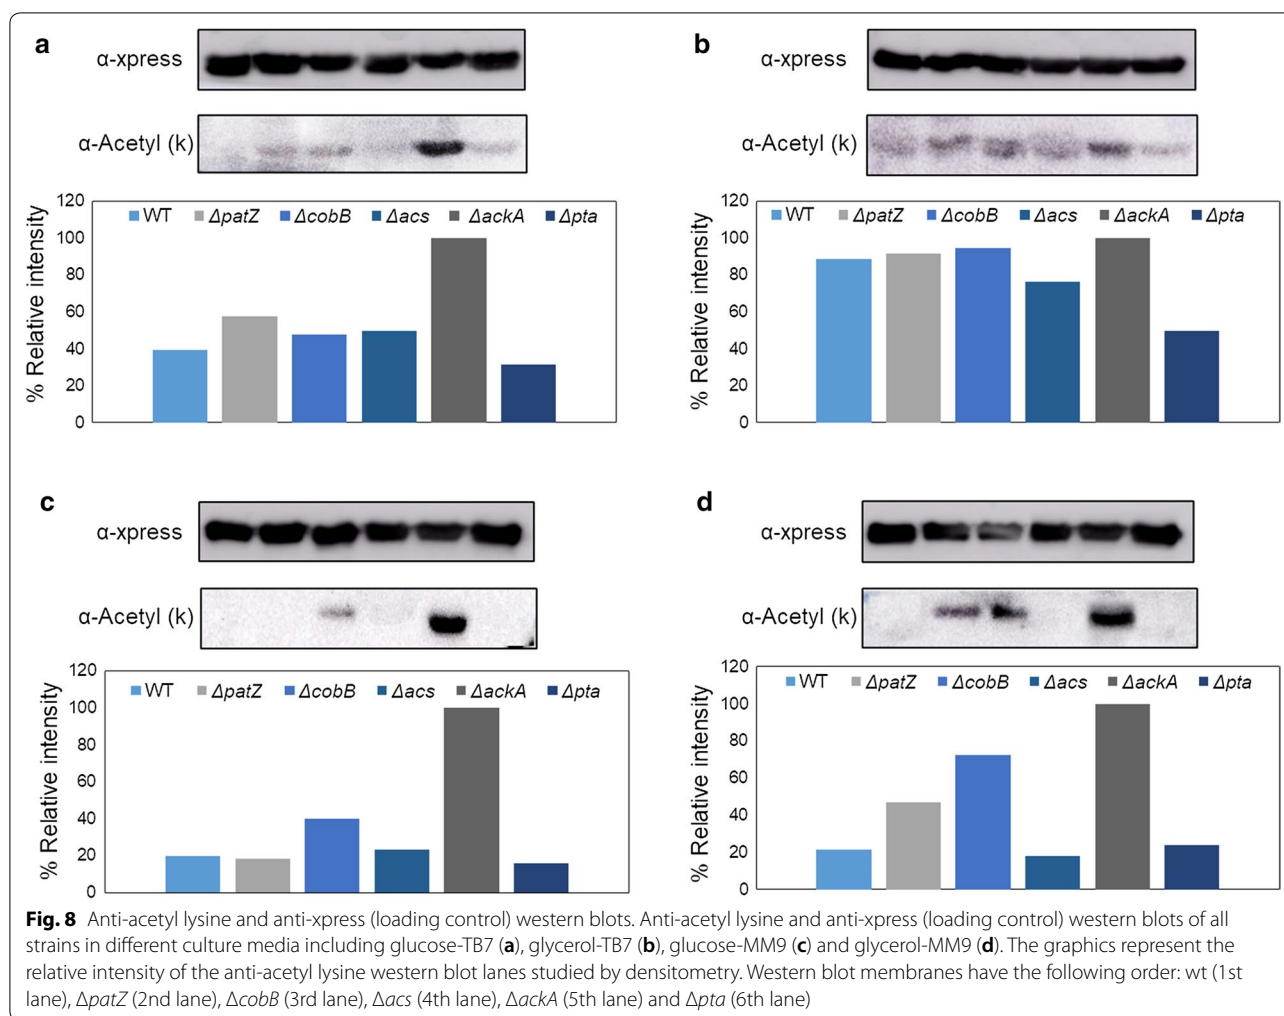 a
α-xpress
α-Acetyl (k)
% Relative intensity
120
100
80
60
40
20
0
WT ΔpatZ ΔcobB Δacs ΔackA Δpta
b
α-xpress
α-Acetyl (k)
% Relative intensity
120
100
80
60
40
20
0
WT ΔpatZ ΔcobB Δacs ΔackA Δpta
c
α-xpress
α-Acetyl (k)
% Relative intensity
120
100
80
60
40
20
0
WT ΔpatZ ΔcobB Δacs ΔackA Δpta
d
α-xpress
α-Acetyl (k)
% Relative intensity
120
100
80
60
40
20
0
WT ΔpatZ ΔcobB Δacs ΔackA Δpta
Fig. 8 Anti-acetyl lysine and anti-xpress (loading control) western blots. Anti-acetyl lysine and anti-xpress (loading control) western blots of all
strains in different culture media including glucose-TB7 (a), glycerol-TB7 (b), glucose-MM9 (c) and glycerol-MM9 (d). The graphics represent the
relative intensity of the anti-acetyl lysine western blot lanes studied by densitometry. Western blot membranes have the following order: wt (1st
lane), ΔpatZ (2nd lane), ΔcobB (3rd lane), Δacs (4th lane), ΔackA (5th lane) and Δpta (6th lane)